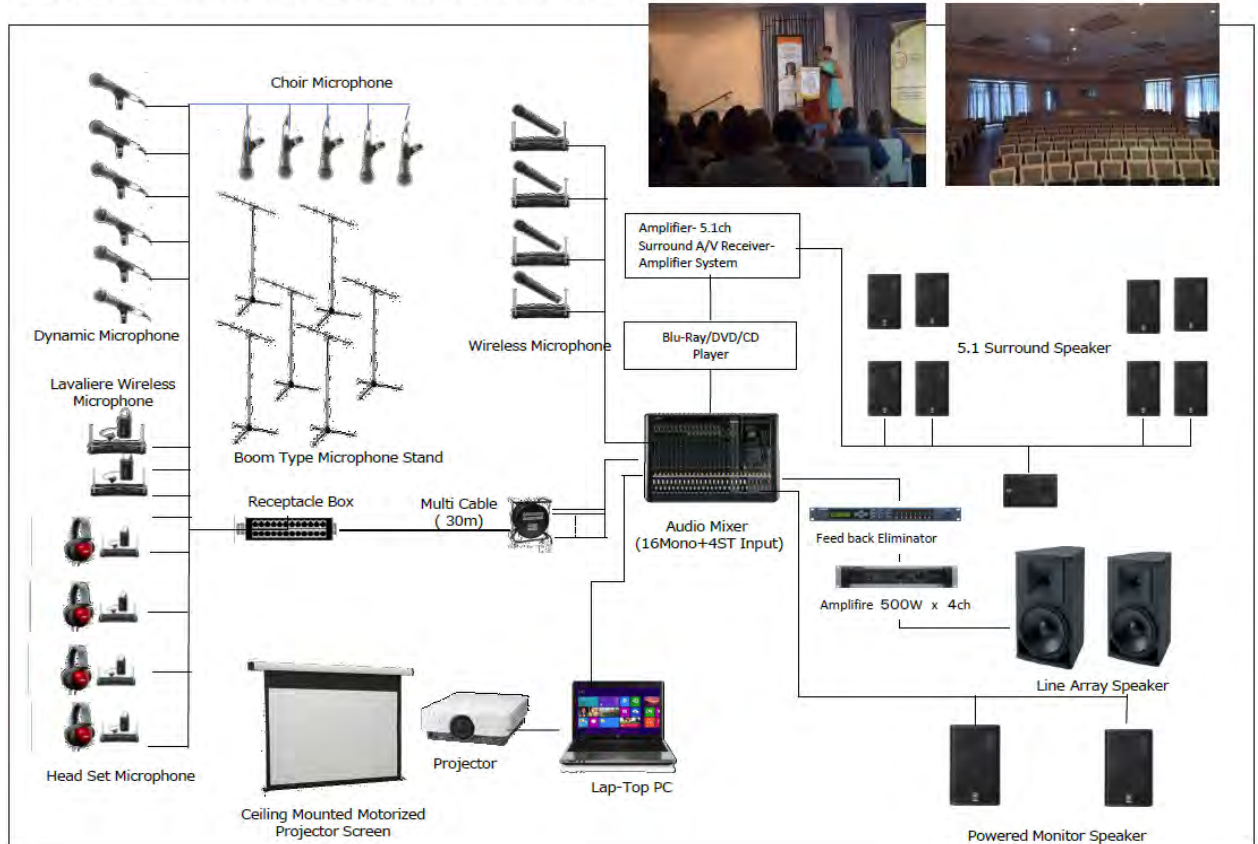 Choir Microphone
Dynamic Microphone
Lavaliere Wireless
Microphone
Boom Type Microphone Stand
Wireless Microphone
Amplifier- 5.1ch
Surround A/V Receiver-
Amplifier System
Blu-Ray/DVD/CD
Player
5.1 Surround Speaker
Receptacle Box
Multi Cable
( 30m)
Audio Mixer
(16Mono+4ST Input)
Feed back Eliminator
Amplifire 500W x 4ch
Line Array Speaker
Head Set Microphone
Ceiling Mounted Motorized
Projector Screen
Projector
Lap-Top PC
Powered Monitor Speaker